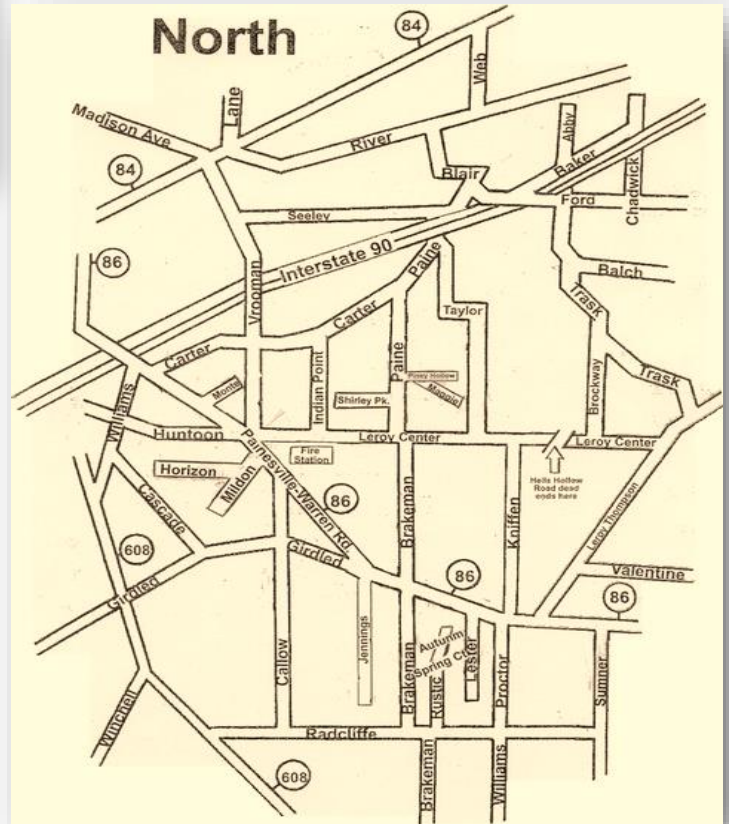 North
84
Web
Lane
Madison Ave
River
Abby
Baker
Blair
84
Chadwick
Ford
Seeley
86
Interstate 90
Paine
Balch
Vrooman
Carter
Trask
Taylor
Carter
Indian Point
Paine
Piney Hollow
Maggie
Monte
Shirley Pk.
Brockway
Trask
Williams
Huntoon
Leroy Center
Leroy Center
Painesville-Warren Rd
Fire
Station
Horizon
Mildon
Hells Hollow
Road dead
ends here
Cascade
86
Brakeman
Kniffen
Leroy Thompson
608
Girdled
86
Valentine
Girdled
86
Jennings
Autumn
Spring Ct
Callow
Brakeman
Rustic
Lester
Proctor
Sumner
Winchell
Radcliffe
608
Brakeman
Williams